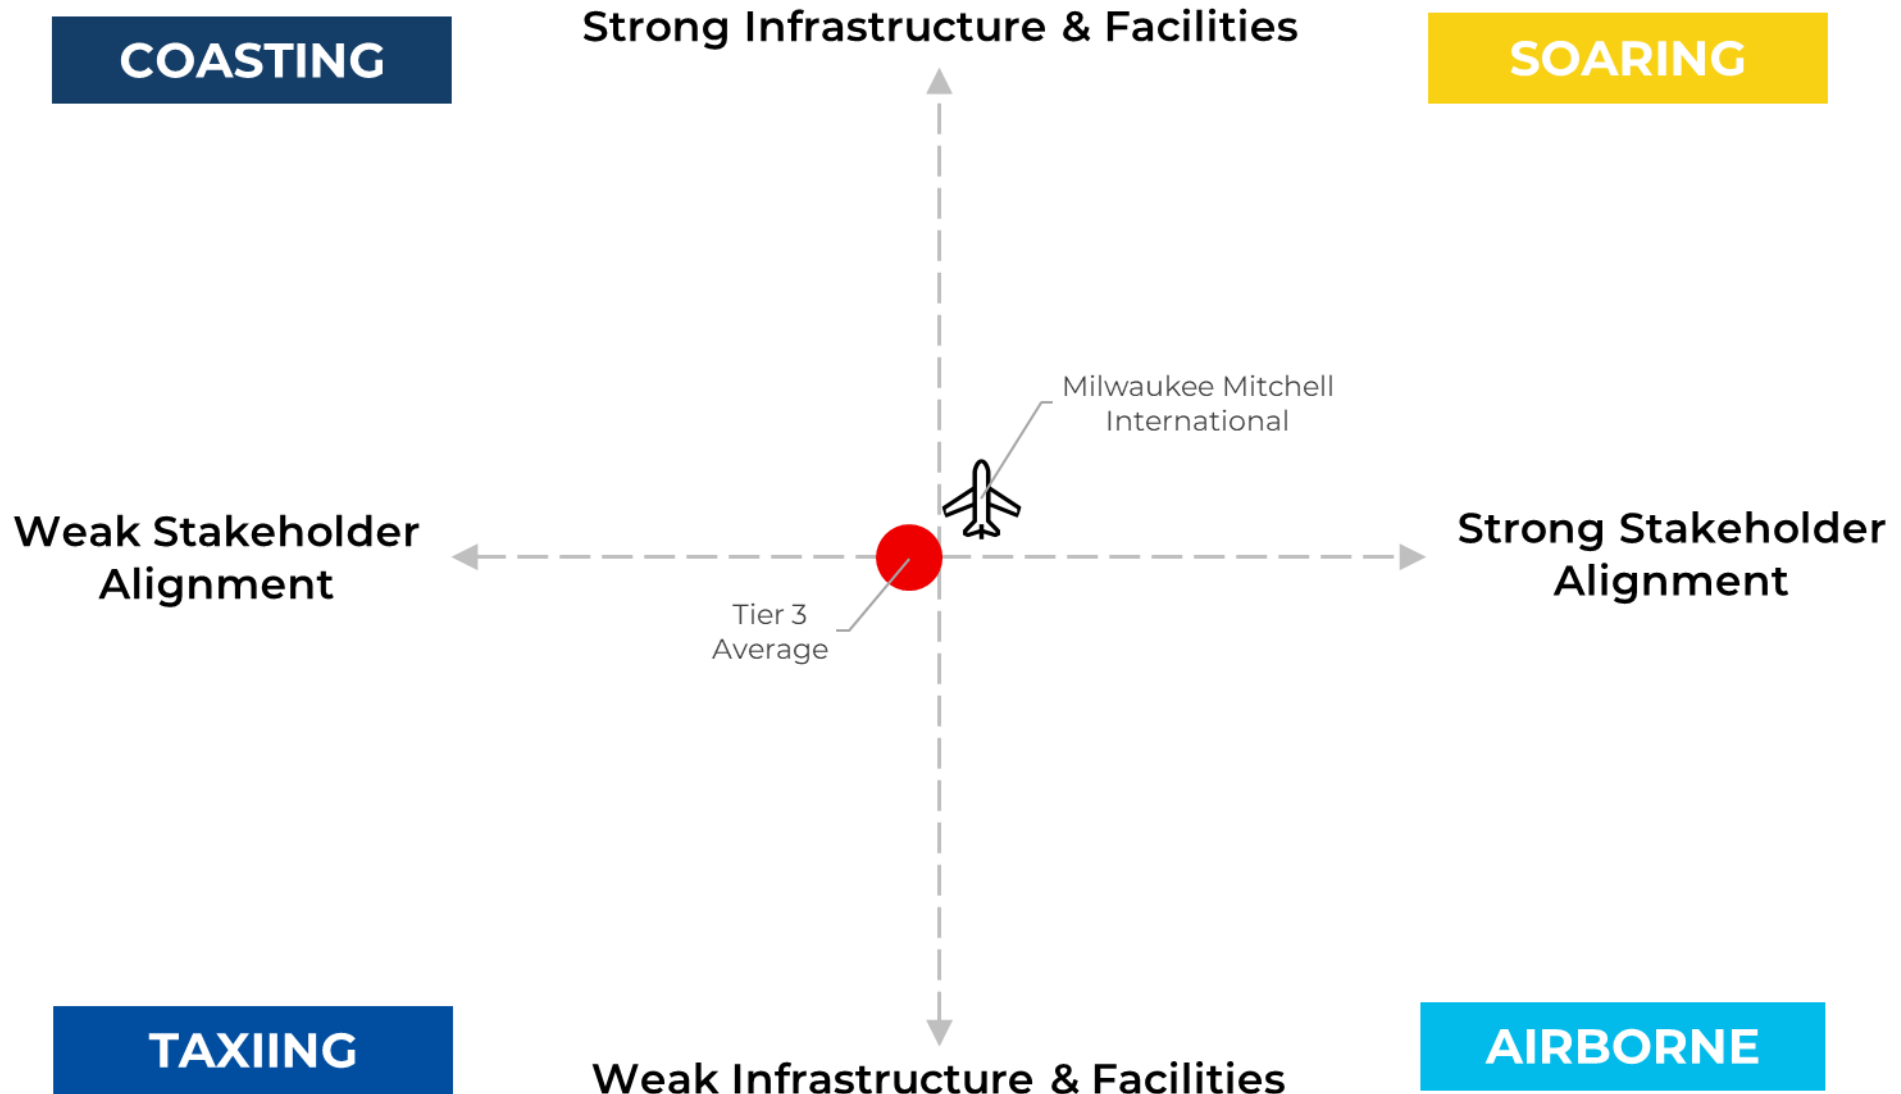 Strong Infrastructure & Facilities
COASTING
SOARING
Milwaukee Mitchell
International
Weak Stakeholder
Alignment
Strong Stakeholder
Alignment
Tier 3
Average
TAXIING
AIRBORNE
Weak Infrastructure & Facilities